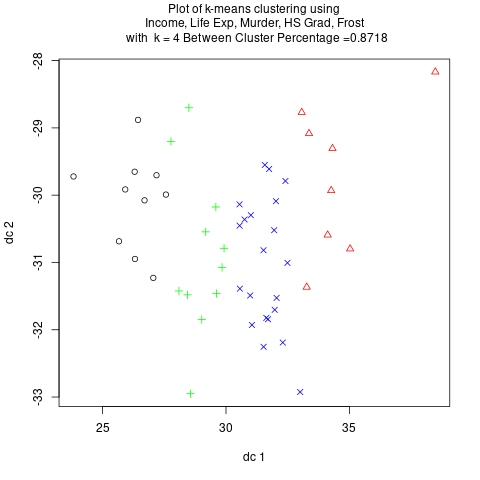 Plot of k-means clustering using
Income, Life Exp, Murder, HS Grad, Frost
with k = 4 Between Cluster Percentage =0.8718
-28
-29
-30
-31
-32
-33
dc 2
25
30
35
dc 1